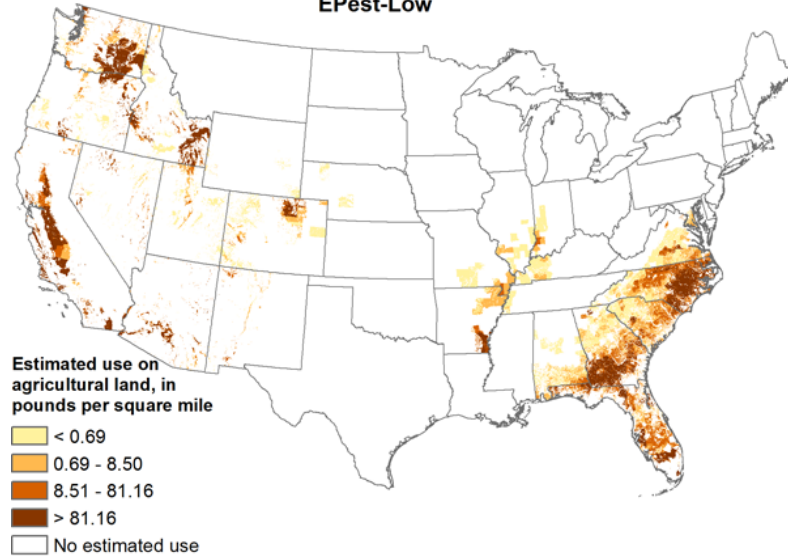 EPest-Low
Estimated use on
agricultural land, in
pounds per square mile
< 0.69
0.69 - 8.50
8.51 - 81.16
> 81.16
No estimated use